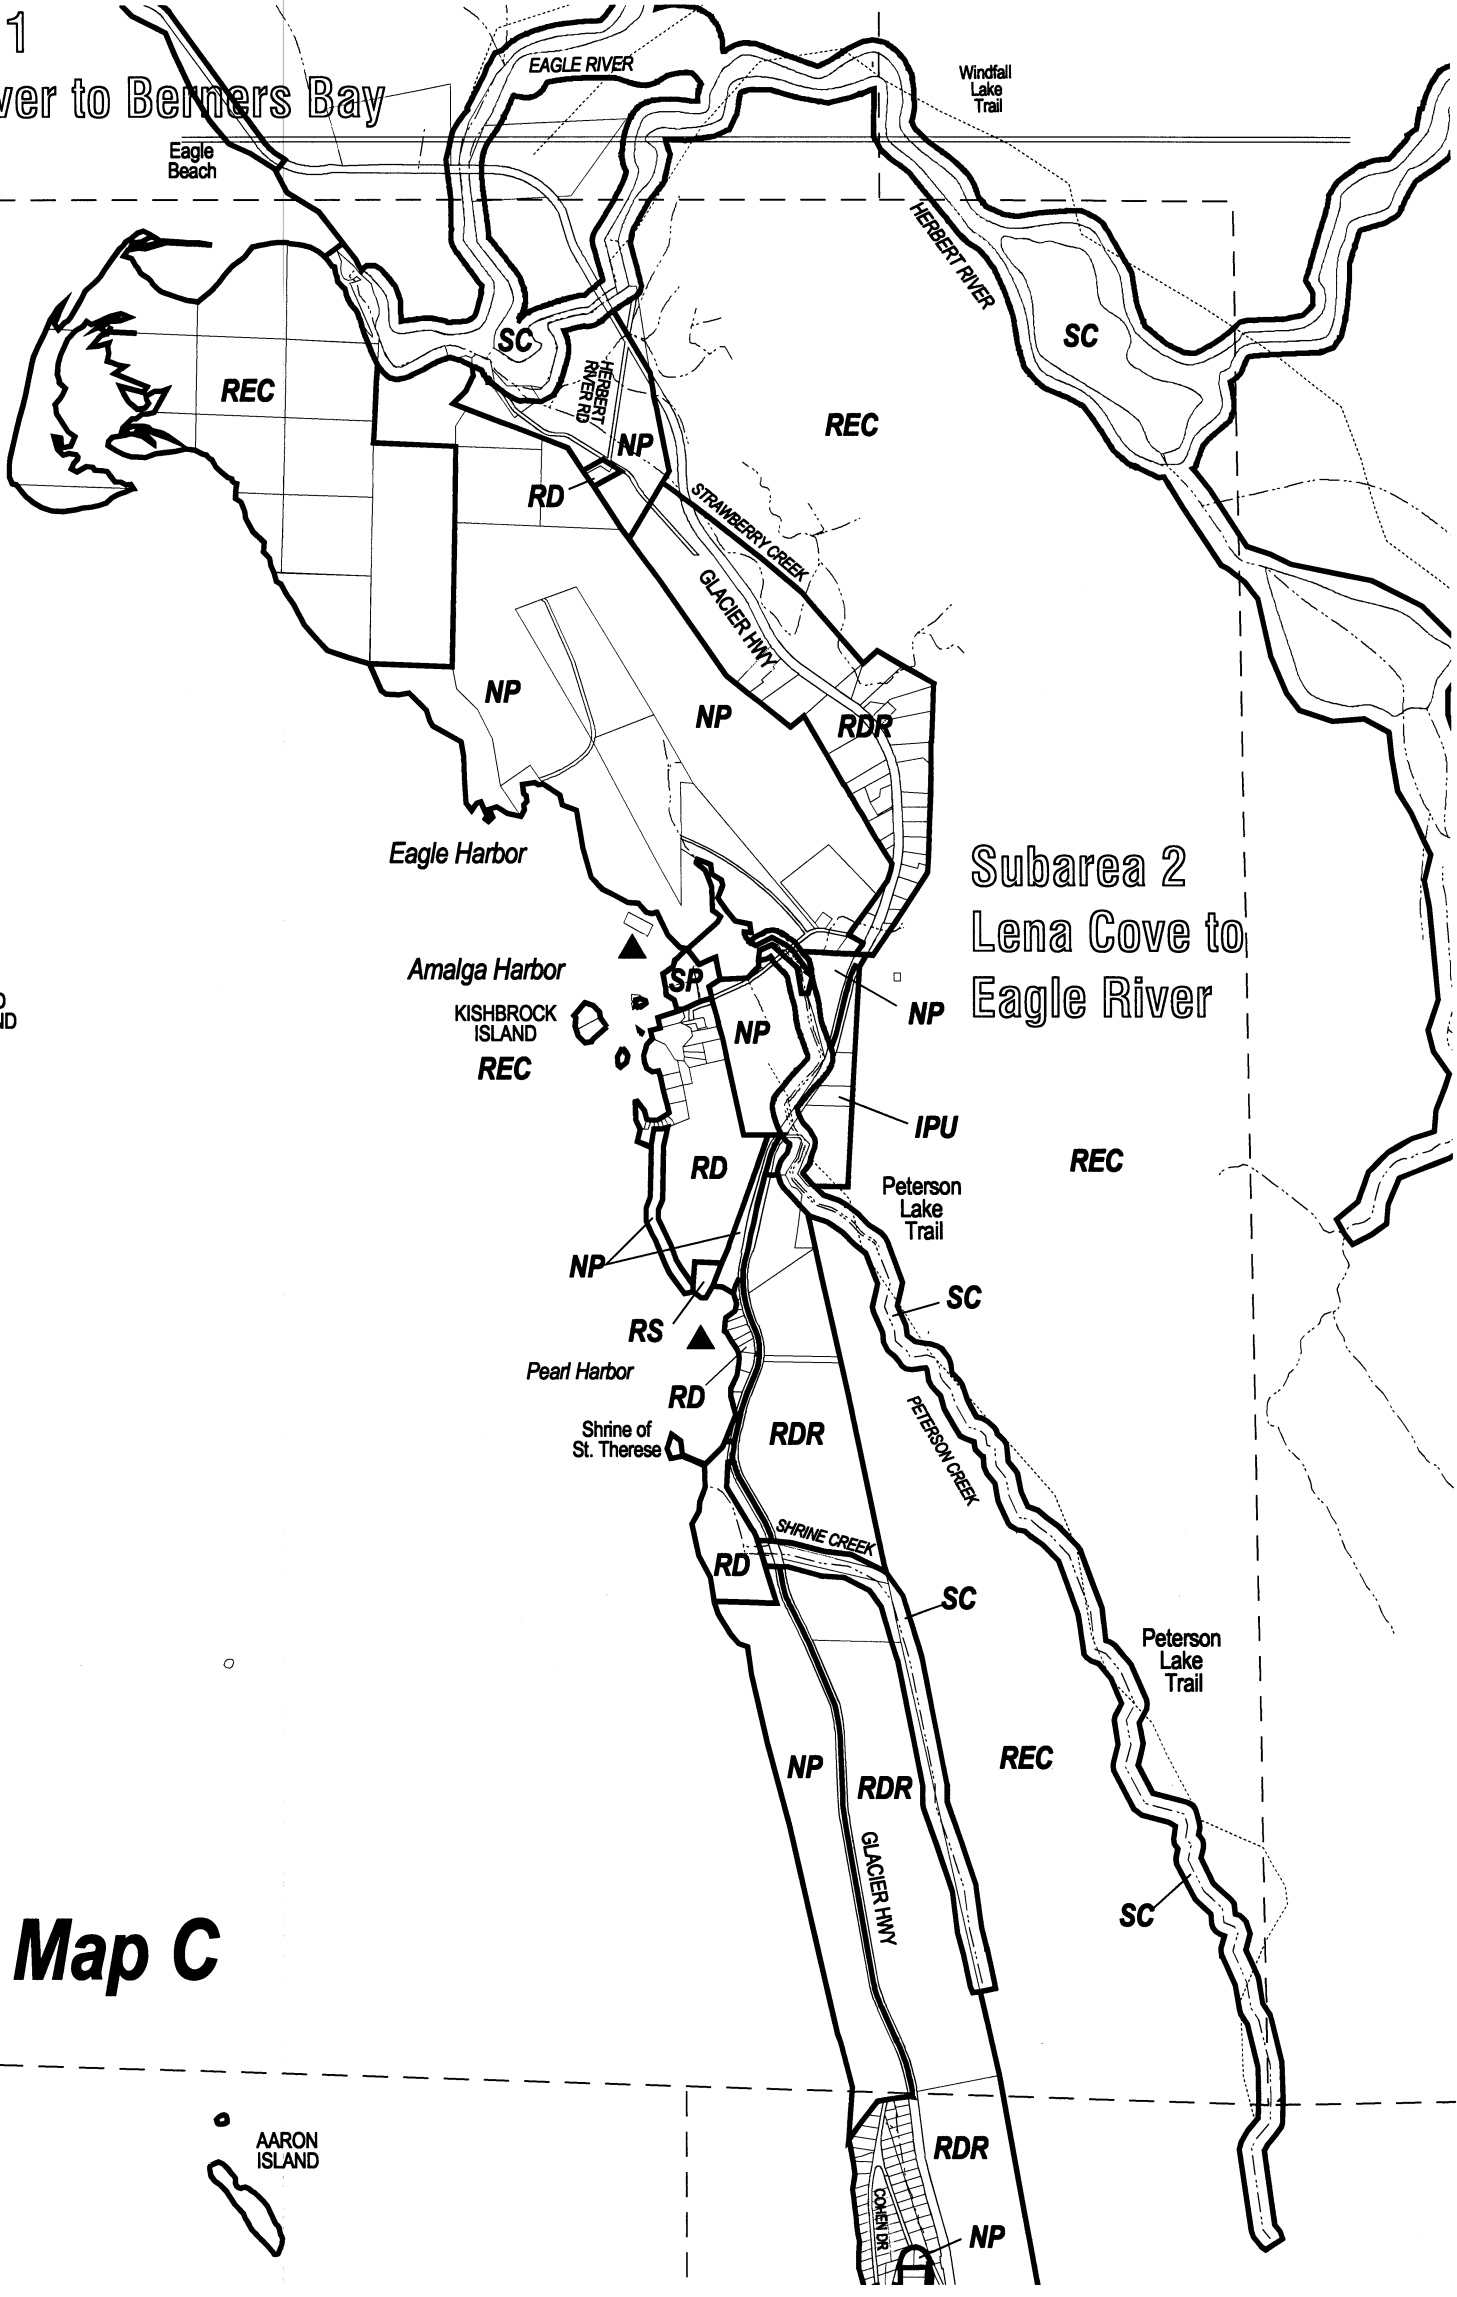 1
ver to Berners Bay
EAGLE RIVER
Windfall
Lake
Trail
Eagle
Beach
HERBERT RIVER
SC
SC
REC
HERBERT
RIVER RD
REC
NP
RD
STRAWBERRY CREEK
GLACIER HWY
NP
NP
RDR
Eagle Harbor
Subarea 2
Lena Cove to
Eagle River
Amalga Harbor
SP
KISHBROCK
ISLAND
REC
NP
NP
ND
IPU
RD
REC
Peterson
Lake
Trail
NP
SC
RS
Pearl Harbor
RD
Shrine of
St. Therese
RDR
PETERSON CREEK
SHRINE CREEK
RD
SC
Peterson
Lake
Trail
NP
RDR
REC
GLACIER HWY
SC
Map C
AARON
ISLAND
RDR
COHEN DR
NP